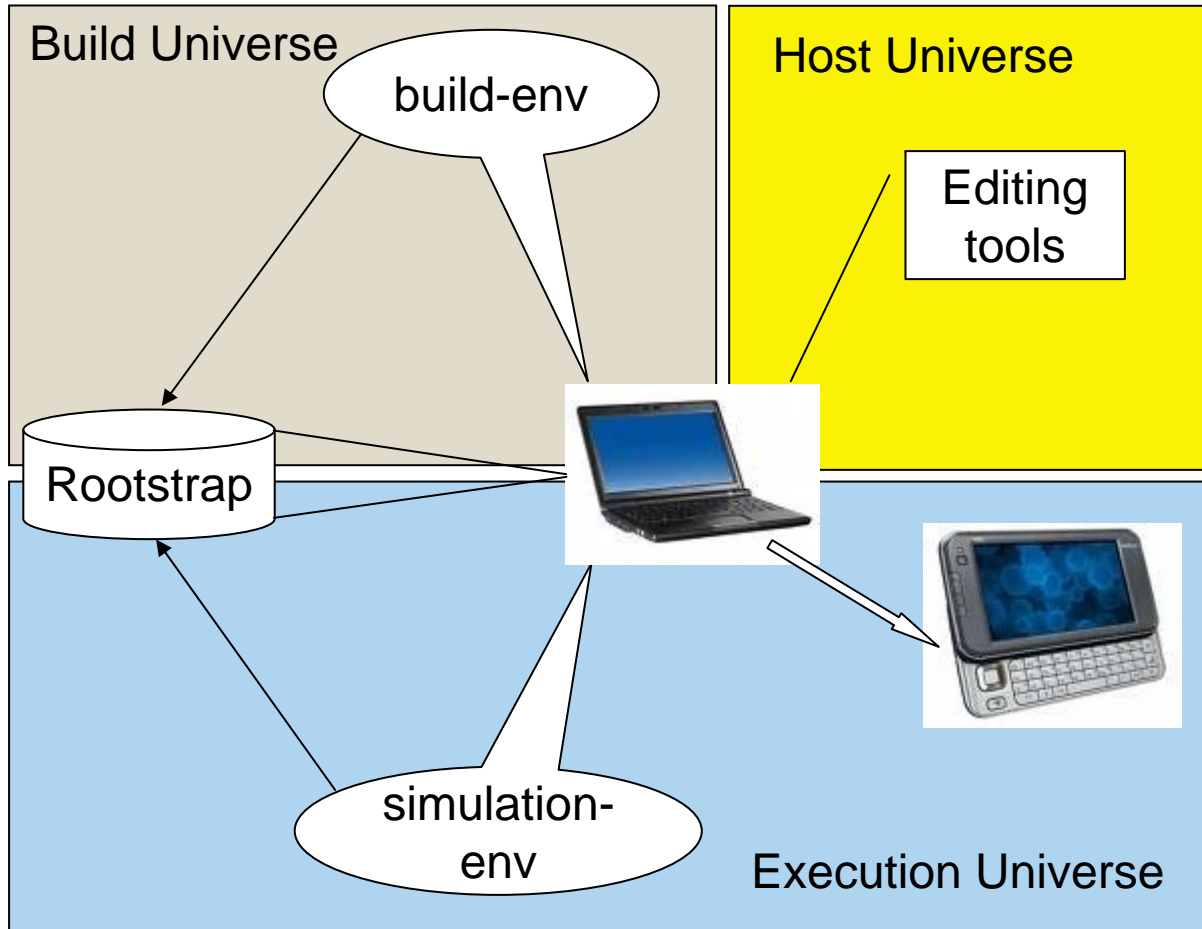 Build Universe
build-env
Host Universe
Editing
tools
Rootstrap
simulation-
env
Execution Universe